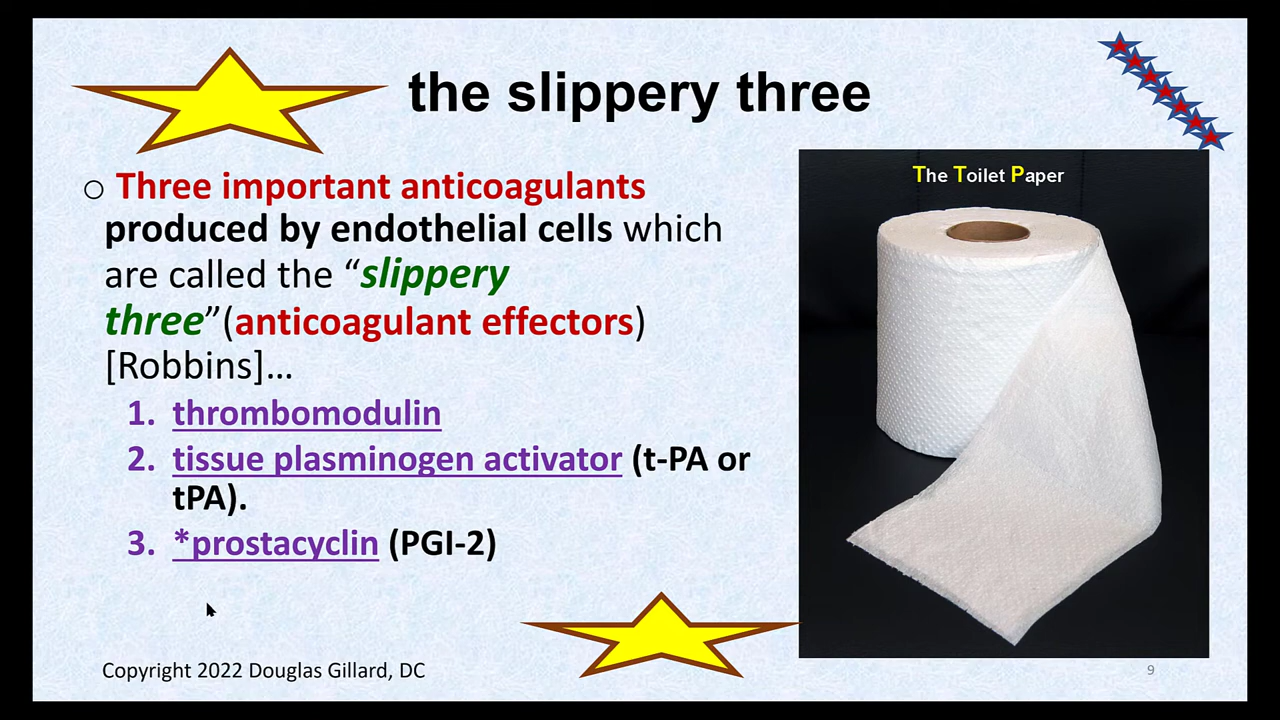 the slippery three
○ Three important anticoagulants
produced by endothelial cells which
are called the “slippery
three”(anticoagulant effectors)
[Robbins]…
1. thrombomodulin
2. tissue plasminogen activator (t-PA or
tPA).
3. *prostacyclin (PGI-2)
The Toilet Paper
Copyright 2022 Douglas Gillard, DC
9